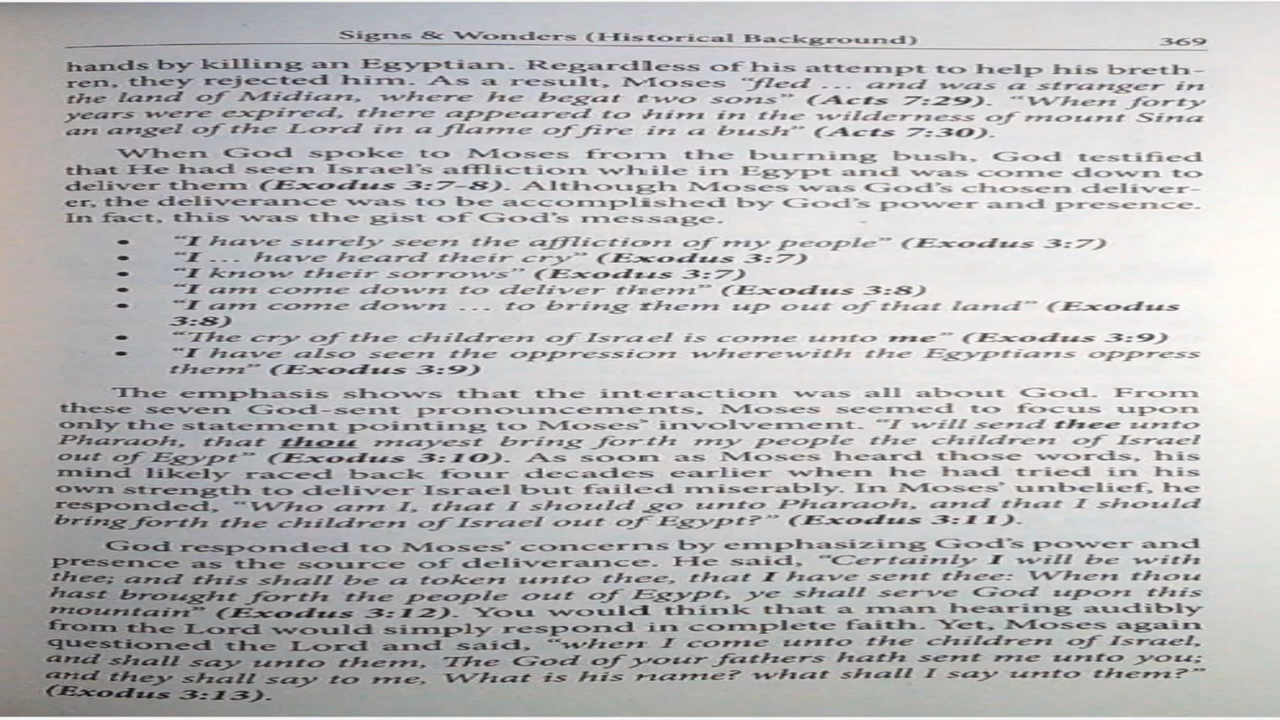 Signs & Wonders (Historical Background) 369
hands by killing an Egyptian. Regardless of his attempt to help his breth-
ren, they rejected him. As a result, Moses “fled ... and was a stranger in
the land of Midian, where he begat two sons” (Acts 7:29). “When forty
years were expired, there appeared to him in the wilderness of mount Sina
an angel of the Lord in a flame of fire in a bush” (Acts 7:30).
When God spoke to Moses from the burning bush, God testified
that He had seen Israel’s affliction while in Egypt and was come down to
deliver them (Exodus 3:7-8). Although Moses was God’s chosen deliver-
er, the deliverance was to be accomplished by God’s power and presence.
In fact, this was the gist of God’s message.
• “I have surely seen the affliction of my people” (Exodus 3:7)
• “I ... have heard their cry” (Exodus 3:7)
• “I know their sorrows” (Exodus 3:7)
• “I am come down to deliver them” (Exodus 3:8)
• “I am come down ... to bring them up out of that land” (Exodus
3:8)
• “The cry of the children of Israel is come unto me” (Exodus 3:9)
• “I have also seen the oppression wherewith the Egyptians oppress
them” (Exodus 3:9)
The emphasis shows that the interaction was all about God. From
these seven God-sent pronouncements, Moses seemed to focus upon
only the statement pointing to Moses’ involvement. “I will send thee unto
Pharaoh, that thou mayest bring forth my people the children of Israel
out of Egypt” (Exodus 3:10). As soon as Moses heard those words, his
mind likely raced back four decades earlier when he had tried in his
own strength to deliver Israel but failed miserably. In Moses’ unbelief, he
responded, “Who am I, that I should go unto Pharaoh, and that I should
bring forth the children of Israel out of Egypt?” (Exodus 3:11).
God responded to Moses’ concerns by emphasizing God’s power and
presence as the source of deliverance. He said, “Certainly I will be with
thee; and this shall be a token unto thee, that I have sent thee: When thou
hast brought forth the people out of Egypt, ye shall serve God upon this
mountain” (Exodus 3:12). You would think that a man hearing audibly
from the Lord would simply respond in complete faith. Yet, Moses again
questioned the Lord and said, “when I come unto the children of Israel,
and shall say unto them, The God of your fathers hath sent me unto you;
and they shall say to me, What is his name? what shall I say unto them?”
(Exodus 3:13).